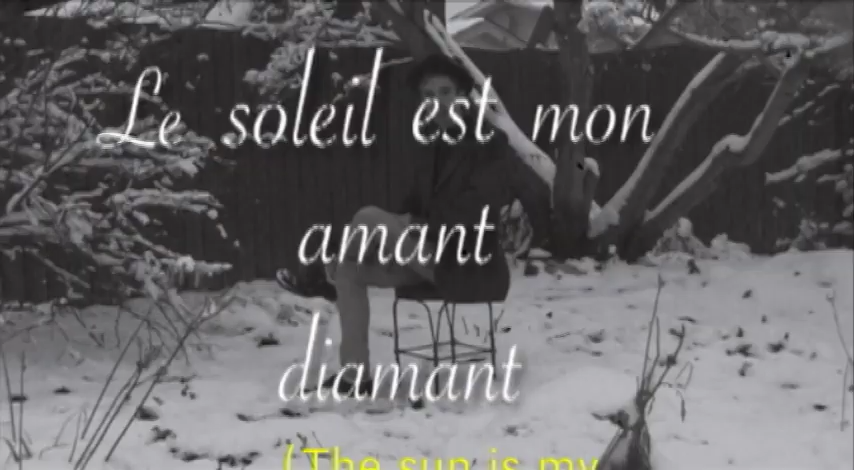 Le soleil est mon
amant
diamant
(The sun is my